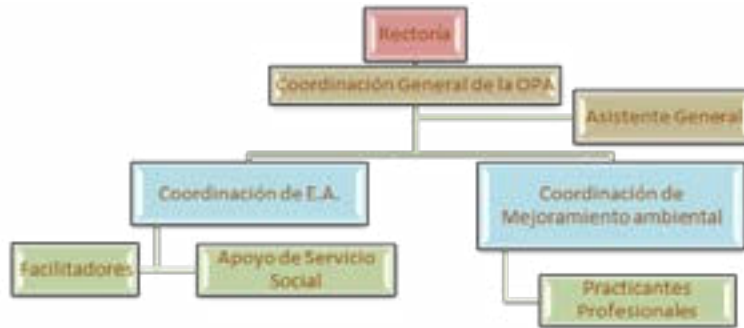 Rectoría
Coordinación General de la OPA
Asistente General
Coordinación de E.A.
Coordinación de
Mejoramiento ambiental
Facilitadores
Apoyo de Servicio
Social
Practicantes
Profesionales